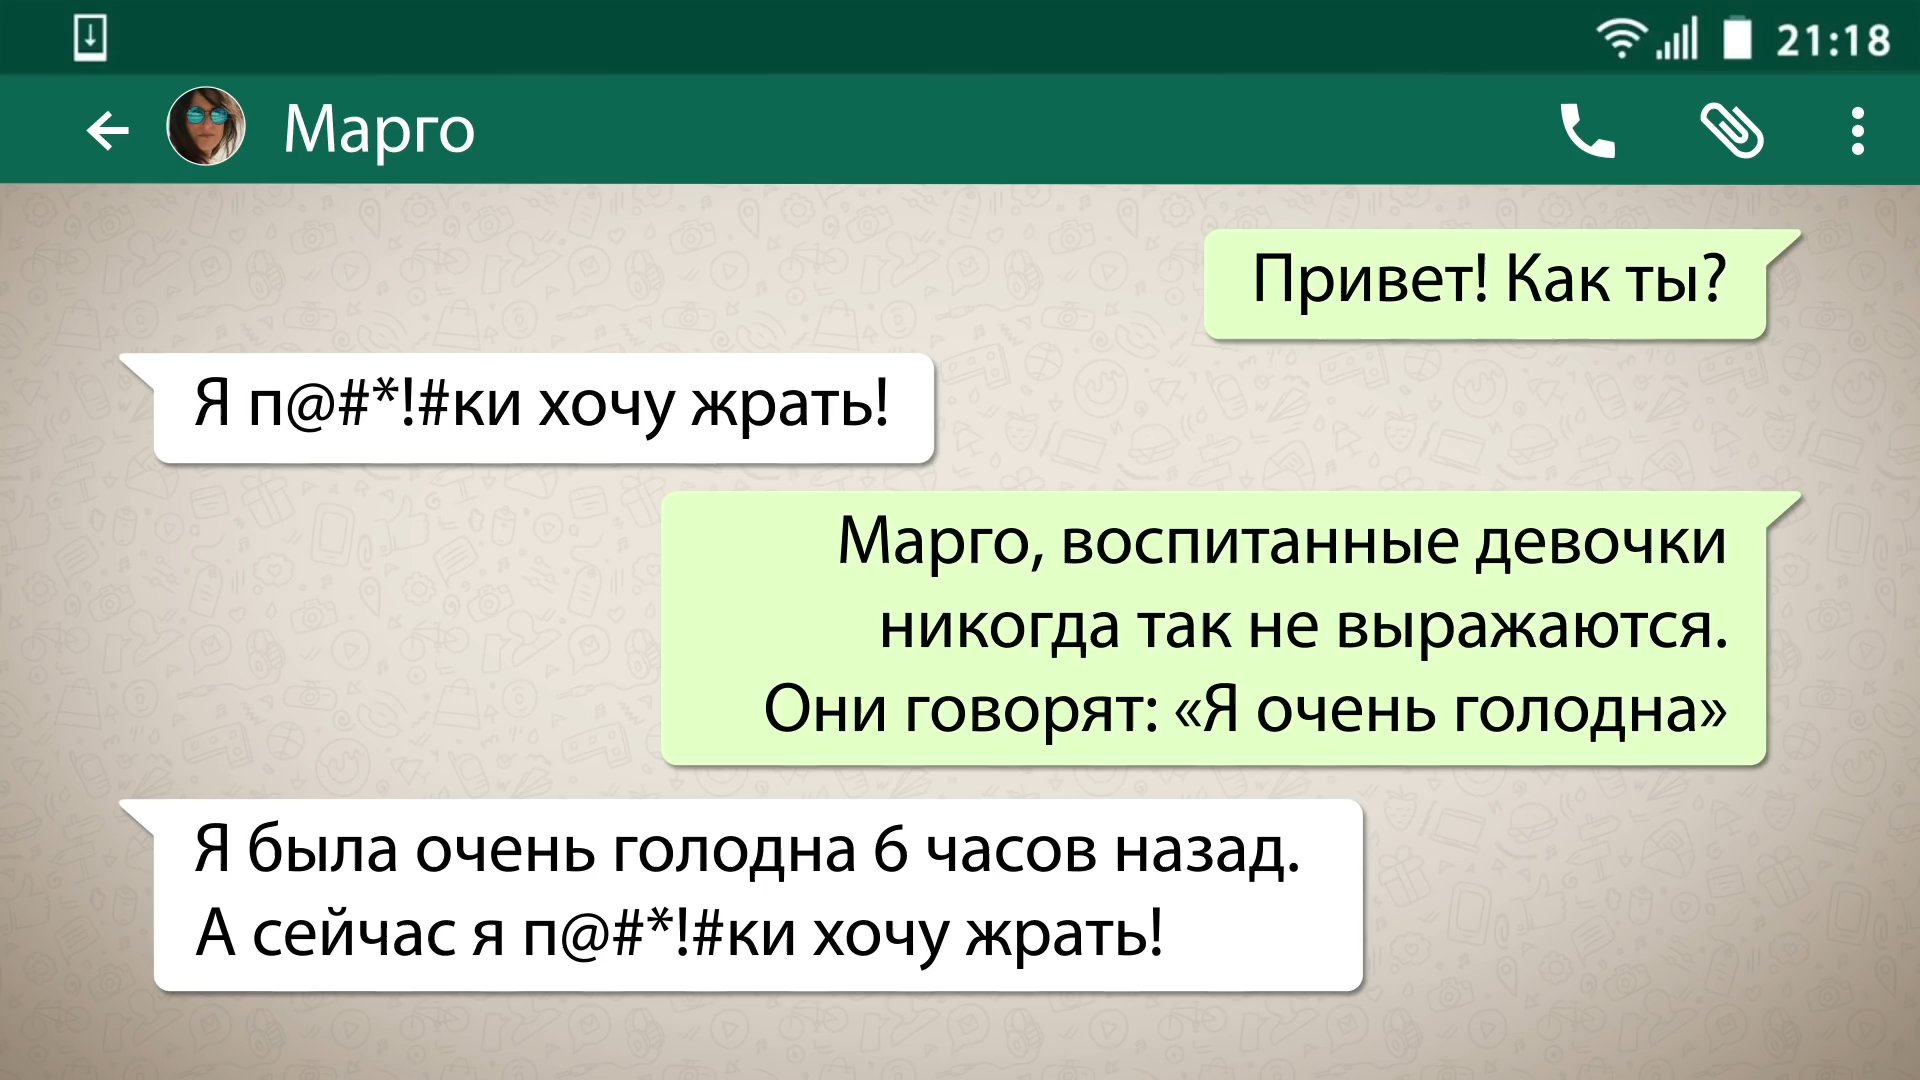 21:18
Марго
Привет! Как ты?
Я п@#*!#ки хочу жрать!
Марго, воспитанные девочки
никогда так не выражаются.
Они говорят: «Я очень голодна»
Я была очень голодна 6 часов назад.
А сейчас я п@#*!#ки хочу жрать!